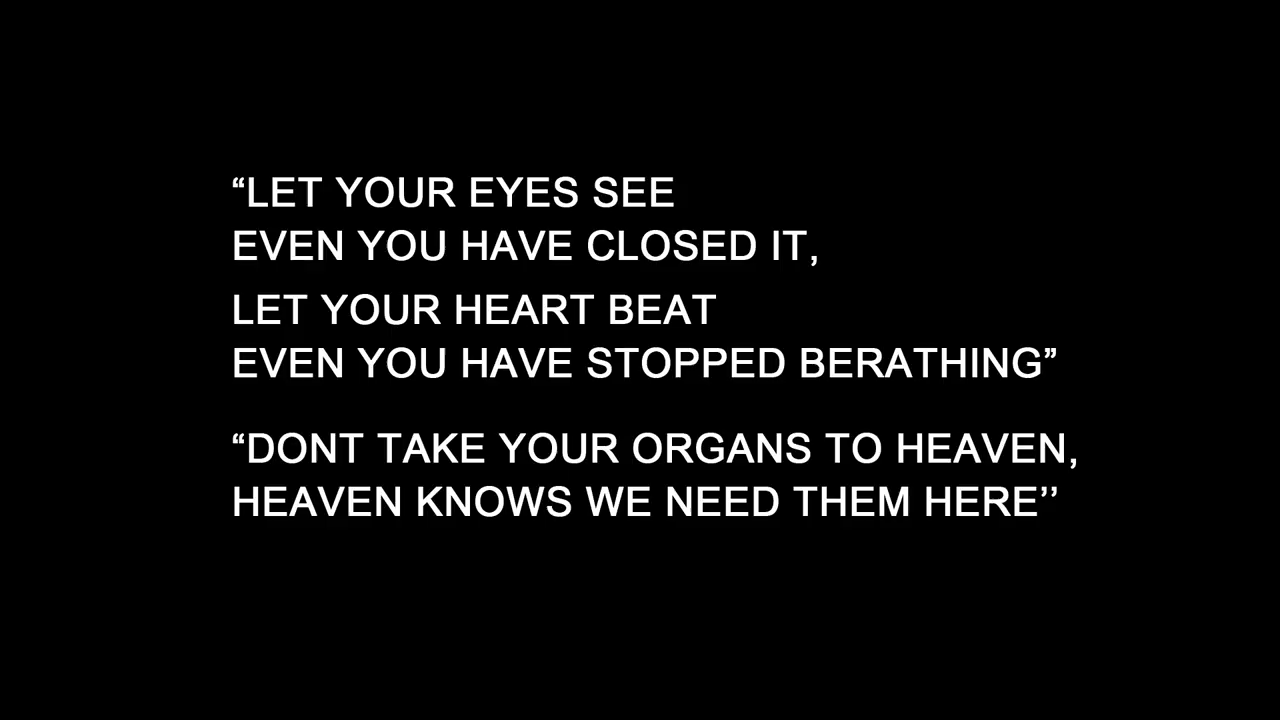 “LET YOUR EYES SEE
EVEN YOU HAVE CLOSED IT,
LET YOUR HEART BEAT
EVEN YOU HAVE STOPPED BERATHING”
“DONT TAKE YOUR ORGANS TO HEAVEN,
HEAVEN KNOWS WE NEED THEM HERE’’